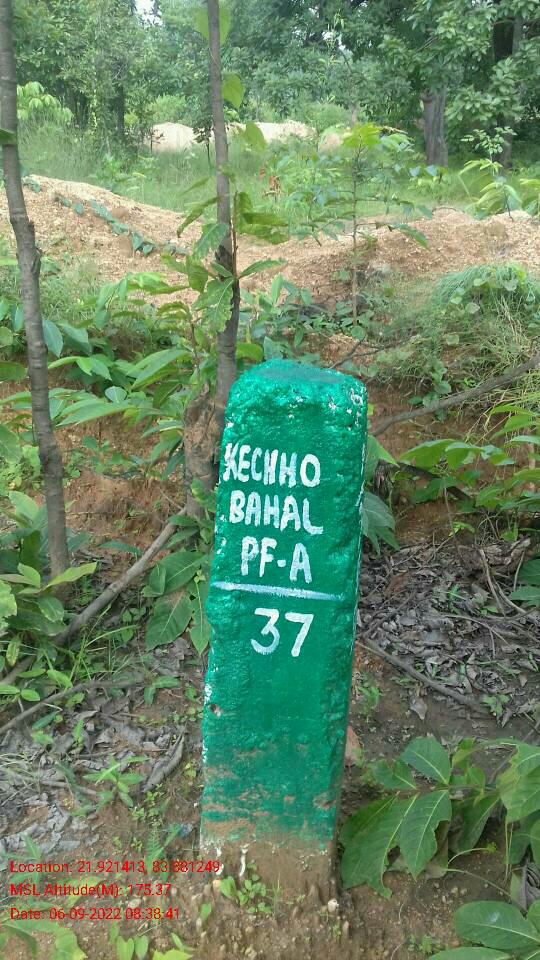 KECHHO
BAHAL
PF-A
37
Location: 21.921413, 83.881249
MSL Altitude(M): 175.37
Date: 06-09-2022 08:38:41